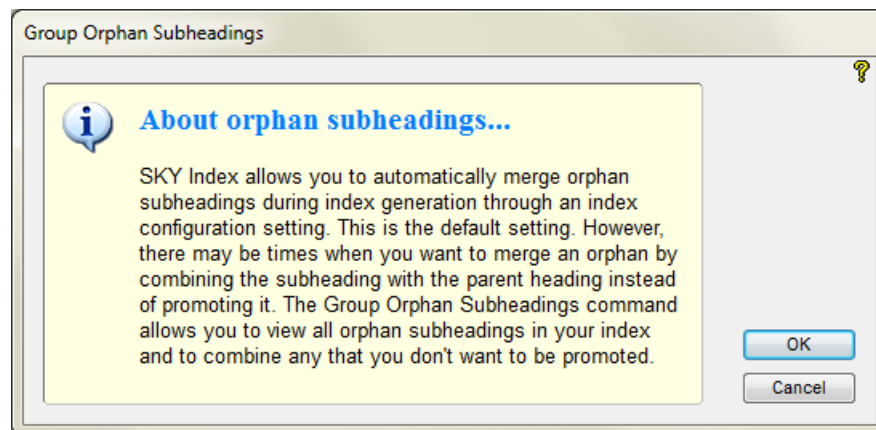 Group Orphan Subheadings
About orphan subheadings...
SKY Index allows you to automatically merge orphan
subheadings during index generation through an index
configuration setting. This is the default setting. However,
there may be times when you want to merge an orphan by
combining the subheading with the parent heading instead
of promoting it. The Group Orphan Subheadings command
allows you to view all orphan subheadings in your index
and to combine any that you don't want to be promoted.
OK
Cancel